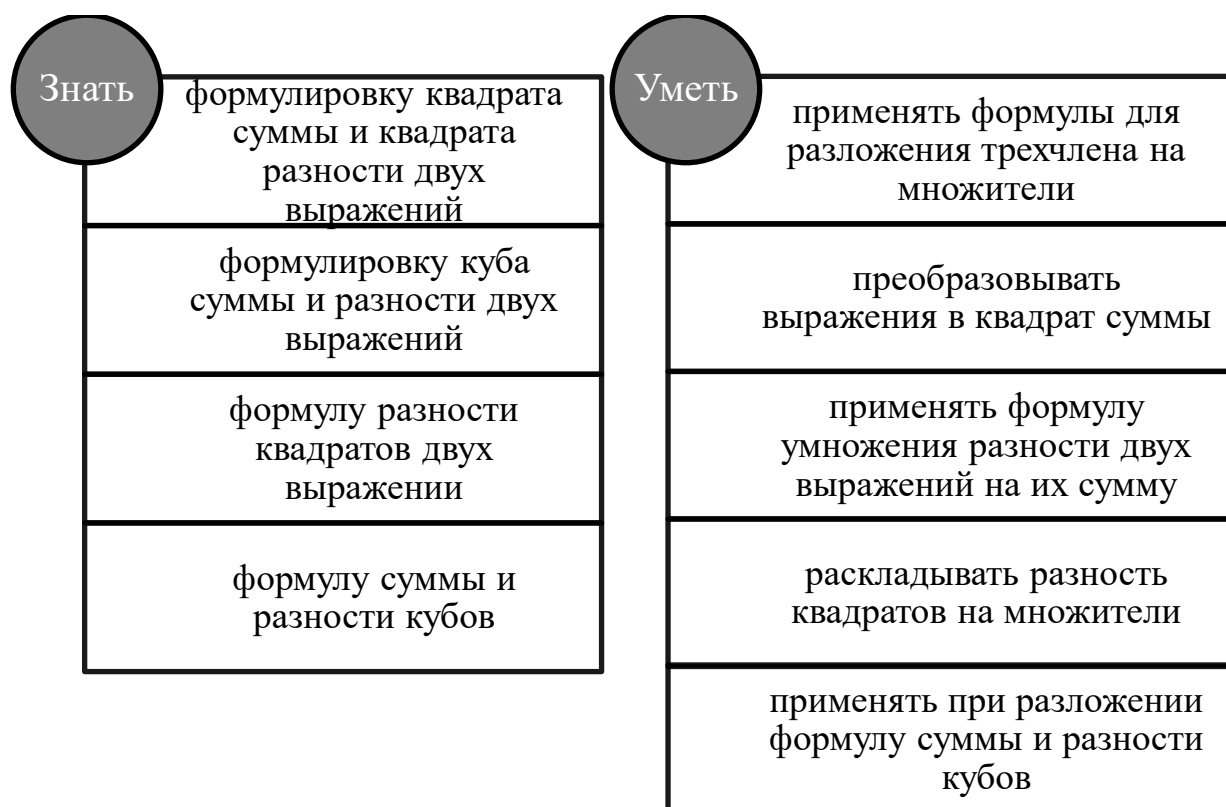 Знать
формулировку квадрата
суммы и квадрата
разности двух
выражений
формулировку куба
суммы и разности двух
выражений
формулу разности
квадратов двух
выражении
формулу суммы и
разности кубов
Уметь
применять формулы для
разложения трехчлена на
множители
преобразовывать
выражения в квадрат суммы
применять формулу
умножения разности двух
выражений на их сумму
раскладывать разность
квадратов на множители
применять при разложении
формулу суммы и разности
кубов